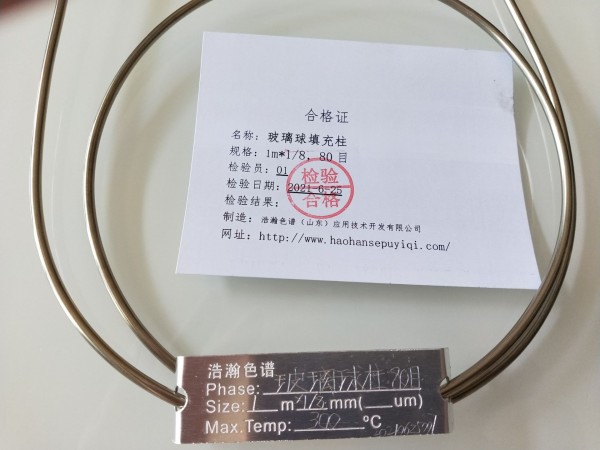 合格证
名称：玻璃球填充柱
规格：1m*1/8，80 目
检验员：01
检验日期：2021-6-25
检验结果：
检验
合格
制造：浩瀚色谱（山东）应用技术开发有限公司
网址：http://www.haohansepuyiqi.com/
浩瀚色谱
Phase: 玻璃球柱 80目
Size: 1 m 1/8 mm(___um)
Max.Temp: 300 ℃